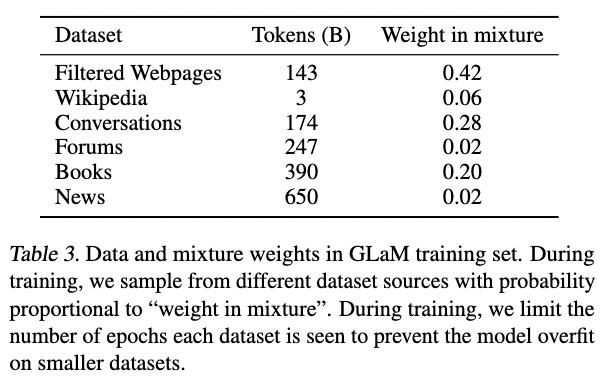 Dataset Tokens (B) Weight in mixture
Filtered Webpages 143 0.42
Wikipedia 3 0.06
Conversations 174 0.28
Forums 247 0.02
Books 390 0.20
News 650 0.02
Table 3. Data and mixture weights in GLaM training set. During
training, we sample from different dataset sources with probability
proportional to “weight in mixture”. During training, we limit the
number of epochs each dataset is seen to prevent the model overfit
on smaller datasets.